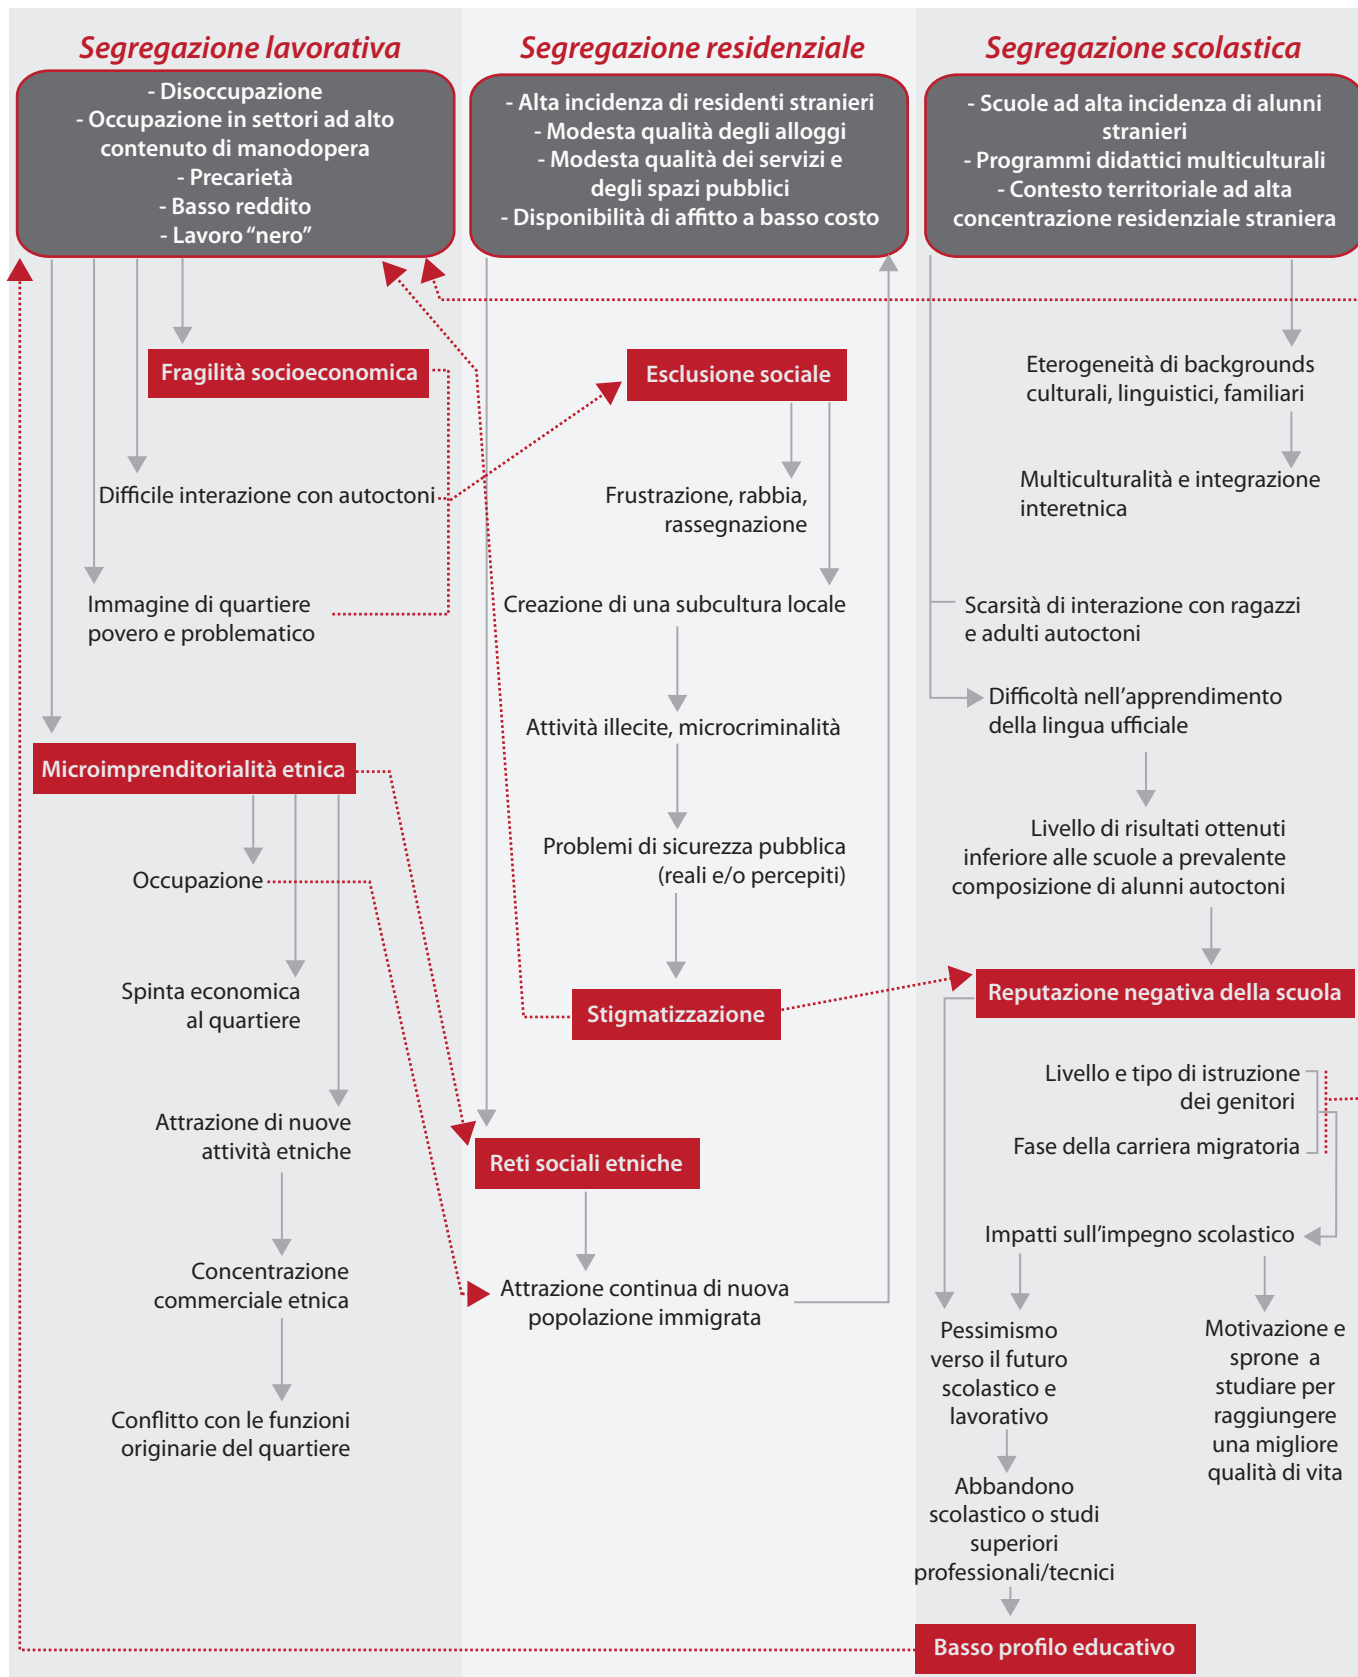 Segregazione lavorativa
- Disoccupazione
- Occupazione in settori ad alto
contenuto di manodopera
- Precarietà
- Basso reddito
- Lavoro “nero”
Fragilità socioeconomica
Difficile interazione con autoctoni
Immagine di quartiere
povero e problematico
Microimprenditorialità etnica
Occupazione
Spinta economica
al quartiere
Attrazione di nuove
attività etniche
Concentrazione
commerciale etnica
Conflitto con le funzioni
originarie del quartiere
Segregazione residenziale
- Alta incidenza di residenti stranieri
- Modesta qualità degli alloggi
- Modesta qualità dei servizi e
degli spazi pubblici
- Disponibilità di affitto a basso costo
Esclusione sociale
Frustrazione, rabbia,
rassegnazione
Creazione di una subcultura locale
Attività illecite, microcriminalità
Problemi di sicurezza pubblica
(reali e/o percepiti)
Stigmatizzazione
Reti sociali etniche
Attrazione continua di nuova
popolazione immigrata
Segregazione scolastica
- Scuole ad alta incidenza di alunni
stranieri
- Programmi didattici multiculturali
- Contesto territoriale ad alta
concentrazione residenziale straniera
Eterogeneità di backgrounds
culturali, linguistici, familiari
Multiculturalità e integrazione
interetnica
Scarsità di interazione con ragazzi
e adulti autoctoni
Difficoltà nell’apprendimento
della lingua ufficiale
Livello di risultati ottenuti
inferiore alle scuole a prevalente
composizione di alunni autoctoni
Reputazione negativa della scuola
Livello e tipo di istruzione
dei genitori
Fase della carriera migratoria
Impatti sull’impegno scolastico
Pessimismo
verso il futuro
scolastico e
lavorativo
Motivazione e
sprone a
studiare per
raggiungere
una migliore
qualità di vita
Abbandono
scolastico o studi
superiori
professionali/tecnici
Basso profilo educativo